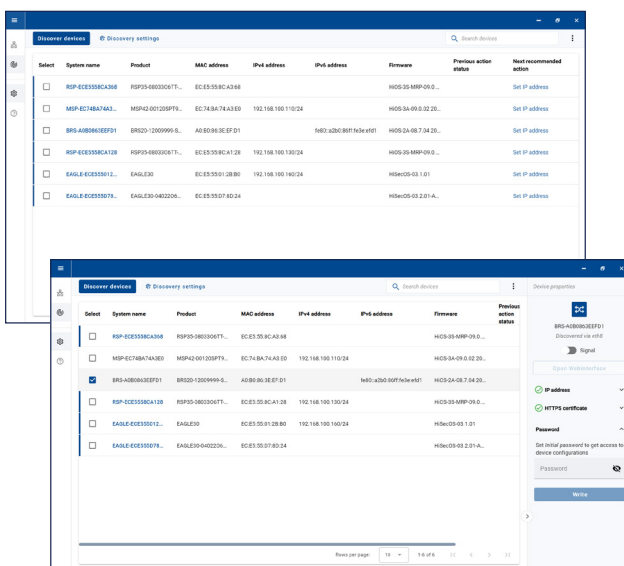 Discover devices Discovery settings Search devices
Select System name Product MAC address IPv4 address IPv6 address Firmware Previous action status Next recommended action
RSP-ECE5558CA368 RSP35-08033O6TT-... EC:E5:55:8C:A3:68 HiOS-3S-MRP-09.0... Set IP address
MSP-EC74BA74A3... MSP42-00120SPT9... EC:74:BA:74:A3:E0 192.168.100.110/24 HiOS-3A-09.0.02 20... Set IP address
BRS-A0B0863EEFD1 BRS20-12009999-S... A0:B0:86:3E:EF:D1 HiOS-2A-08.7.04 20... Set IP address
RSP-ECE5558CA128 RSP35-08033O6TT-... EC:E5:55:8C:A1:28 192.168.100.130/24 HiOS-3S-MRP-09.0... Set IP address
EAGLE-ECE555012... EAGLE30 EC:E5:55:01:2B:B0 192.168.100.160/24 HiSecOS-03.1.01 Set IP address
EAGLE-ECE555D78... EAGLE30-0402206... EC:E5:55:D7:8D:24 HiSecOS-03.2.01-A... Set IP address
Discover devices Discovery settings Search devices
Select System name Product MAC address IPv4 address IPv6 address Firmware Previous action status
RSP-ECE5558CA368 RSP35-08033O6TT-... EC:E5:55:8C:A3:68 HiOS-3S-MRP-09.0...
MSP-EC74BA74A3E0 MSP42-00120SPT9... EC:74:BA:74:A3:E0 192.168.100.110/24 HiOS-3A-09.0.02 20...
BRS-A0B0863EEFD1 BRS20-12009999-S... A0:B0:86:3E:EF:D1 HiOS-2A-08.7.04 20...
RSP-ECE5558CA128 RSP35-08033O6TT-... EC:E5:55:8C:A1:28 192.168.100.130/24 HiOS-3S-MRP-09.0...
EAGLE-ECE555012... EAGLE30 EC:E5:55:01:2B:B0 192.168.100.160/24 HiSecOS-03.1.01
EAGLE-ECE555D78... EAGLE30-0402206... EC:E5:55:D7:8D:24 HiSecOS-03.2.01-A...
Rows per page: 10 1-6 of 6
Device properties
BRS-A0B0863EEFD1
Discovered via eth0
Signal
Open WebInterface
IP address
HTTPS certificate
Password
Set initial password to get access to
device configurations
Password
Write